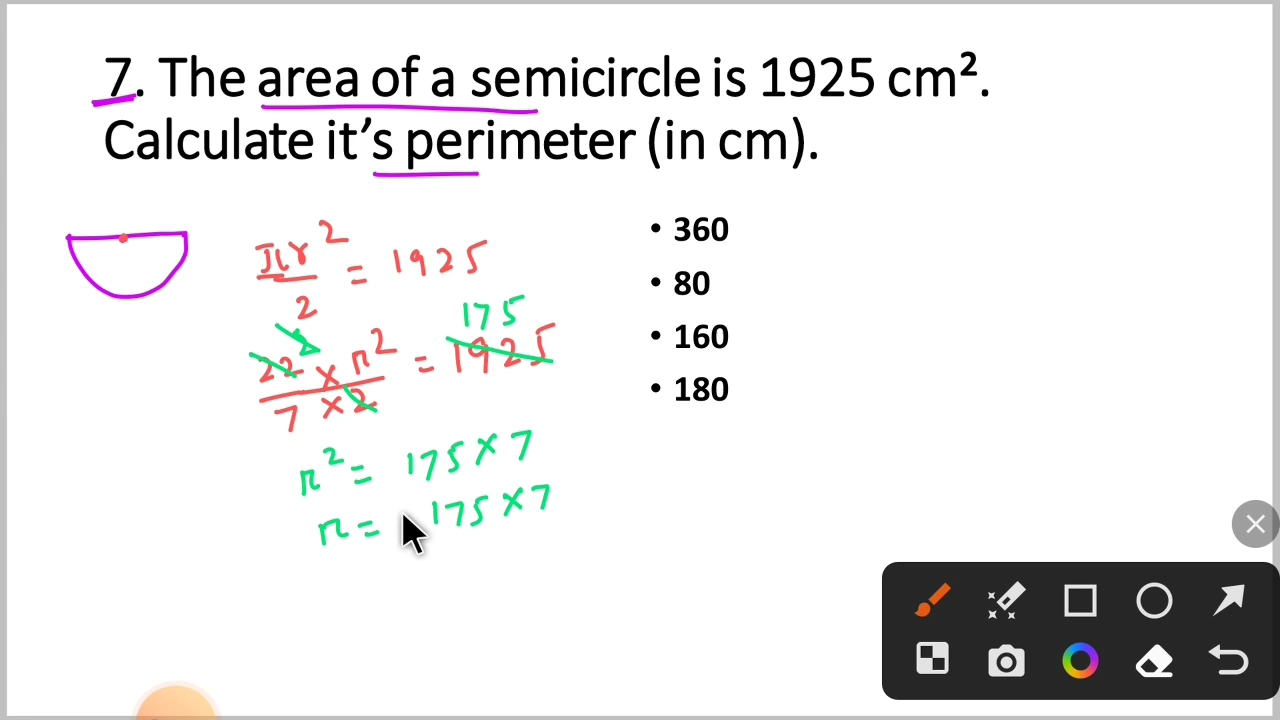 7. The area of a semicircle is 1925 cm².
Calculate it's perimeter (in cm).
• 360
• 80
• 160
• 180
πr² = 1925
2
175
2
22 × r² = 1925
7 × 2
r² = 175 × 7
r = 175 × 7